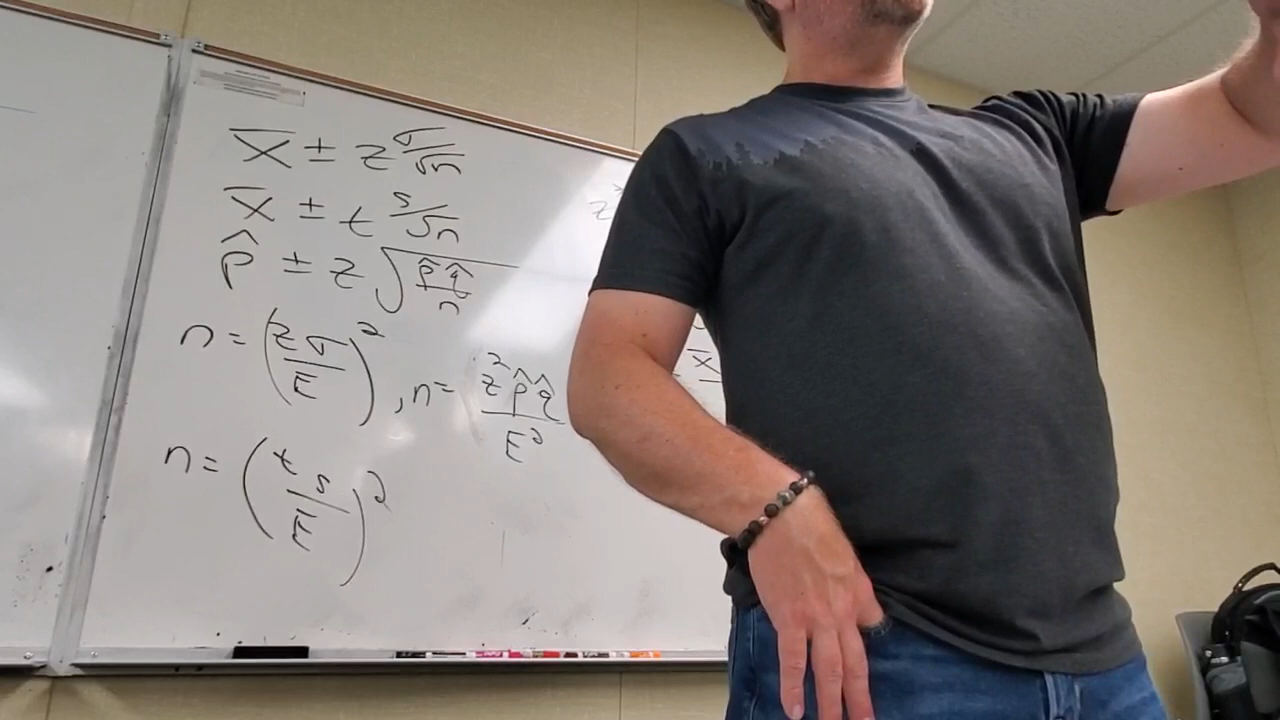 x̄ ± z σ/√n
x̄ ± t s/√n
p̂ ± z √(p̂q̂/n)
n = (zσ/E)² , n = z²p̂q̂/E²
n = (ts/E)²
z
x̄